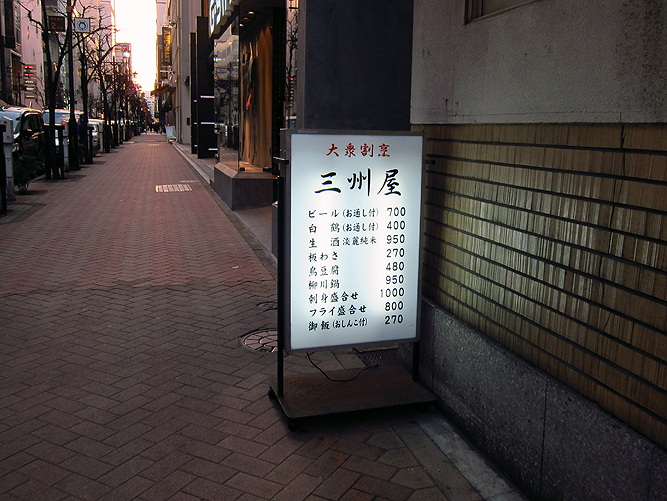 大衆割烹
三州屋
ビール(お通し付) 700
白鶴(お通し付) 400
生酒淡麗純米 950
板わさ 270
鳥豆腐 480
柳川鍋 950
刺身盛合せ 1000
フライ盛合せ 800
御飯(おしんこ付) 270